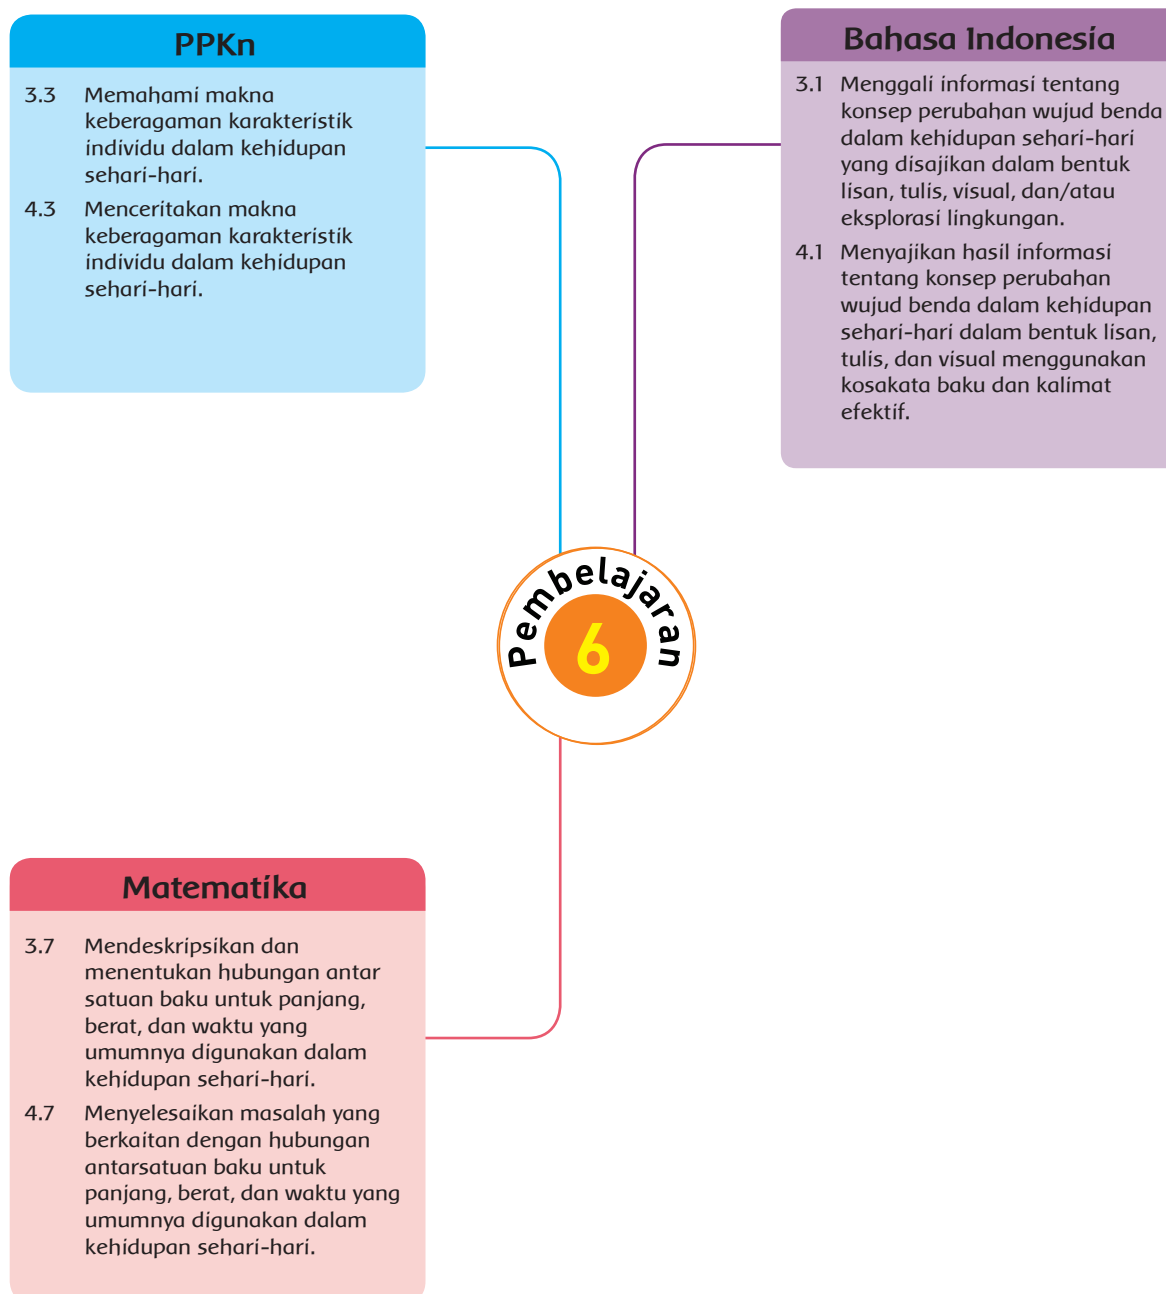 PPKn
3.3 Memahami makna
keberagaman karakteristik
individu dalam kehidupan
sehari-hari.
4.3 Menceritakan makna
keberagaman karakteristik
individu dalam kehidupan
sehari-hari.
Bahasa Indonesia
3.1 Menggali informasi tentang
konsep perubahan wujud benda
dalam kehidupan sehari-hari
yang disajikan dalam bentuk
lisan, tulis, visual, dan/atau
eksplorasi lingkungan.
4.1 Menyajikan hasil informasi
tentang konsep perubahan
wujud benda dalam kehidupan
sehari-hari dalam bentuk lisan,
tulis, dan visual menggunakan
kosakata baku dan kalimat
efektif.
Pembelajaran
6
Matematika
3.7 Mendeskripsikan dan
menentukan hubungan antar
satuan baku untuk panjang,
berat, dan waktu yang
umumnya digunakan dalam
kehidupan sehari-hari.
4.7 Menyelesaikan masalah yang
berkaitan dengan hubungan
antarsatuan baku untuk
panjang, berat, dan waktu yang
umumnya digunakan dalam
kehidupan sehari-hari.